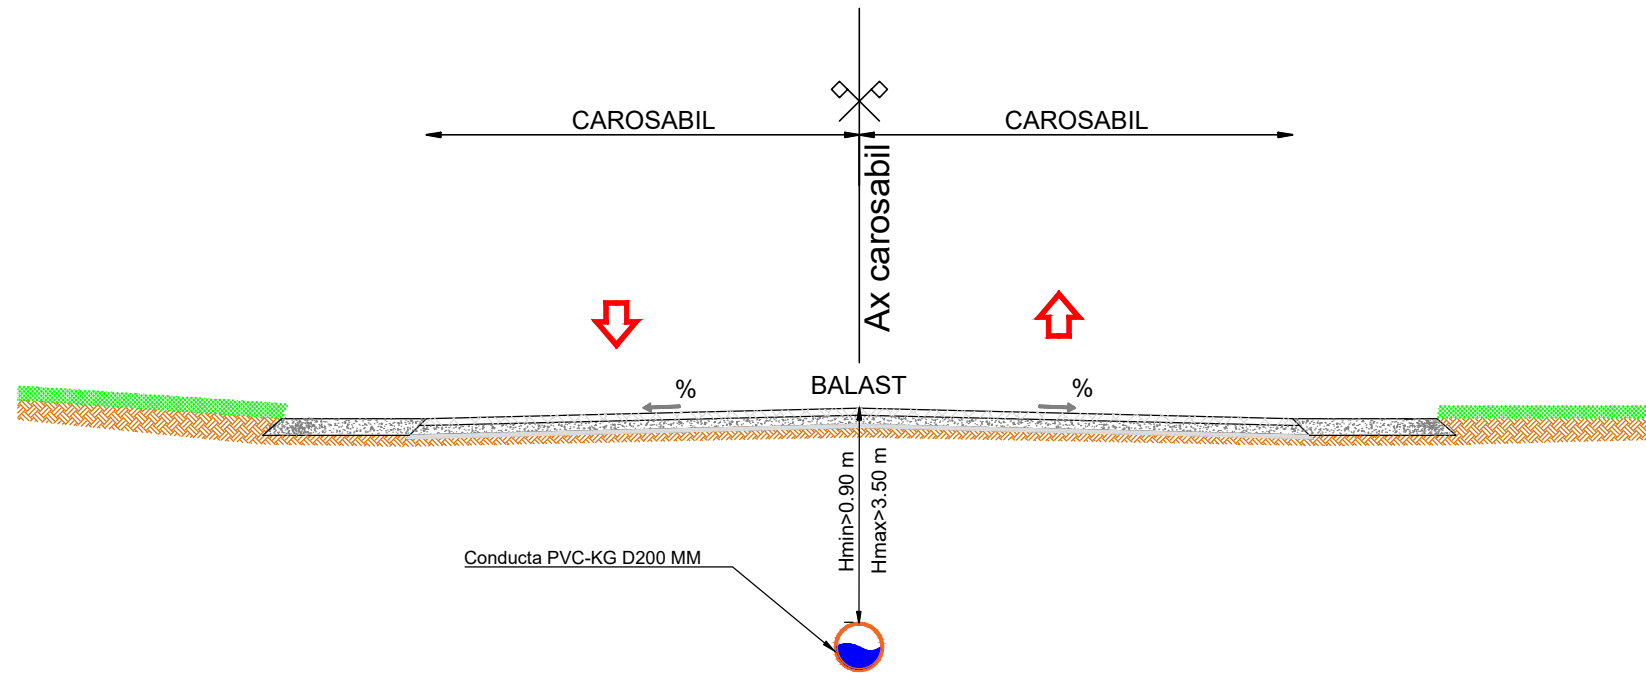 CAROSABIL
CAROSABIL
Ax carosabil
%
BALAST
%
Hmin>0.90 m
Hmax>3.50 m
Conducta PVC-KG D200 MM